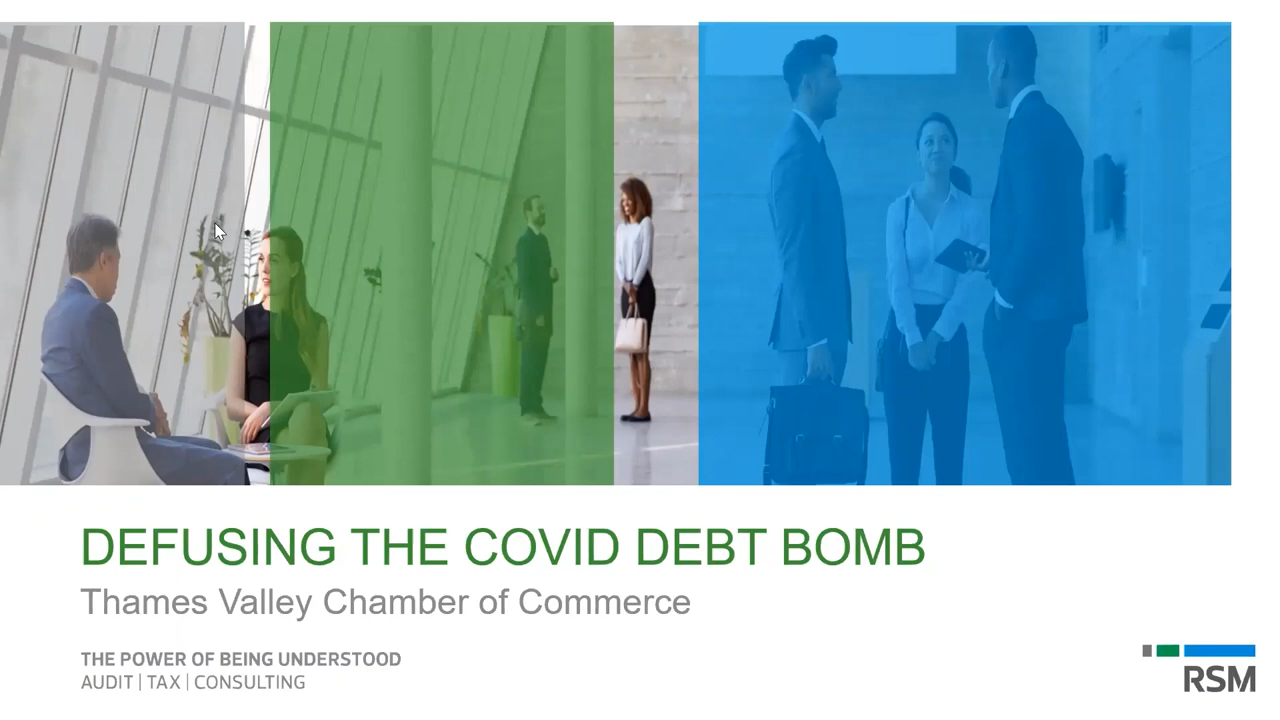 DEFUSING THE COVID DEBT BOMB
Thames Valley Chamber of Commerce
THE POWER OF BEING UNDERSTOOD
AUDIT | TAX | CONSULTING
RSM